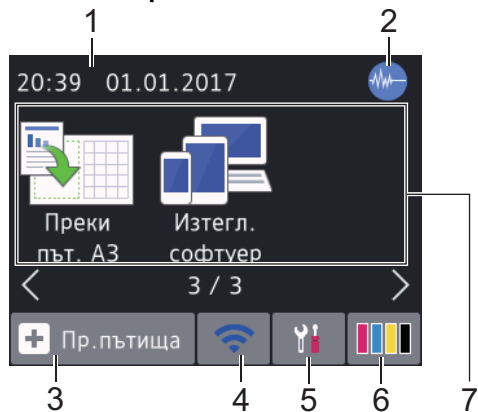 1
2
20:39 01.01.2017
Преки
път. A3
Изтегл.
софтуер
7
3 / 3
+ Пр.пътища
3
4
5
6